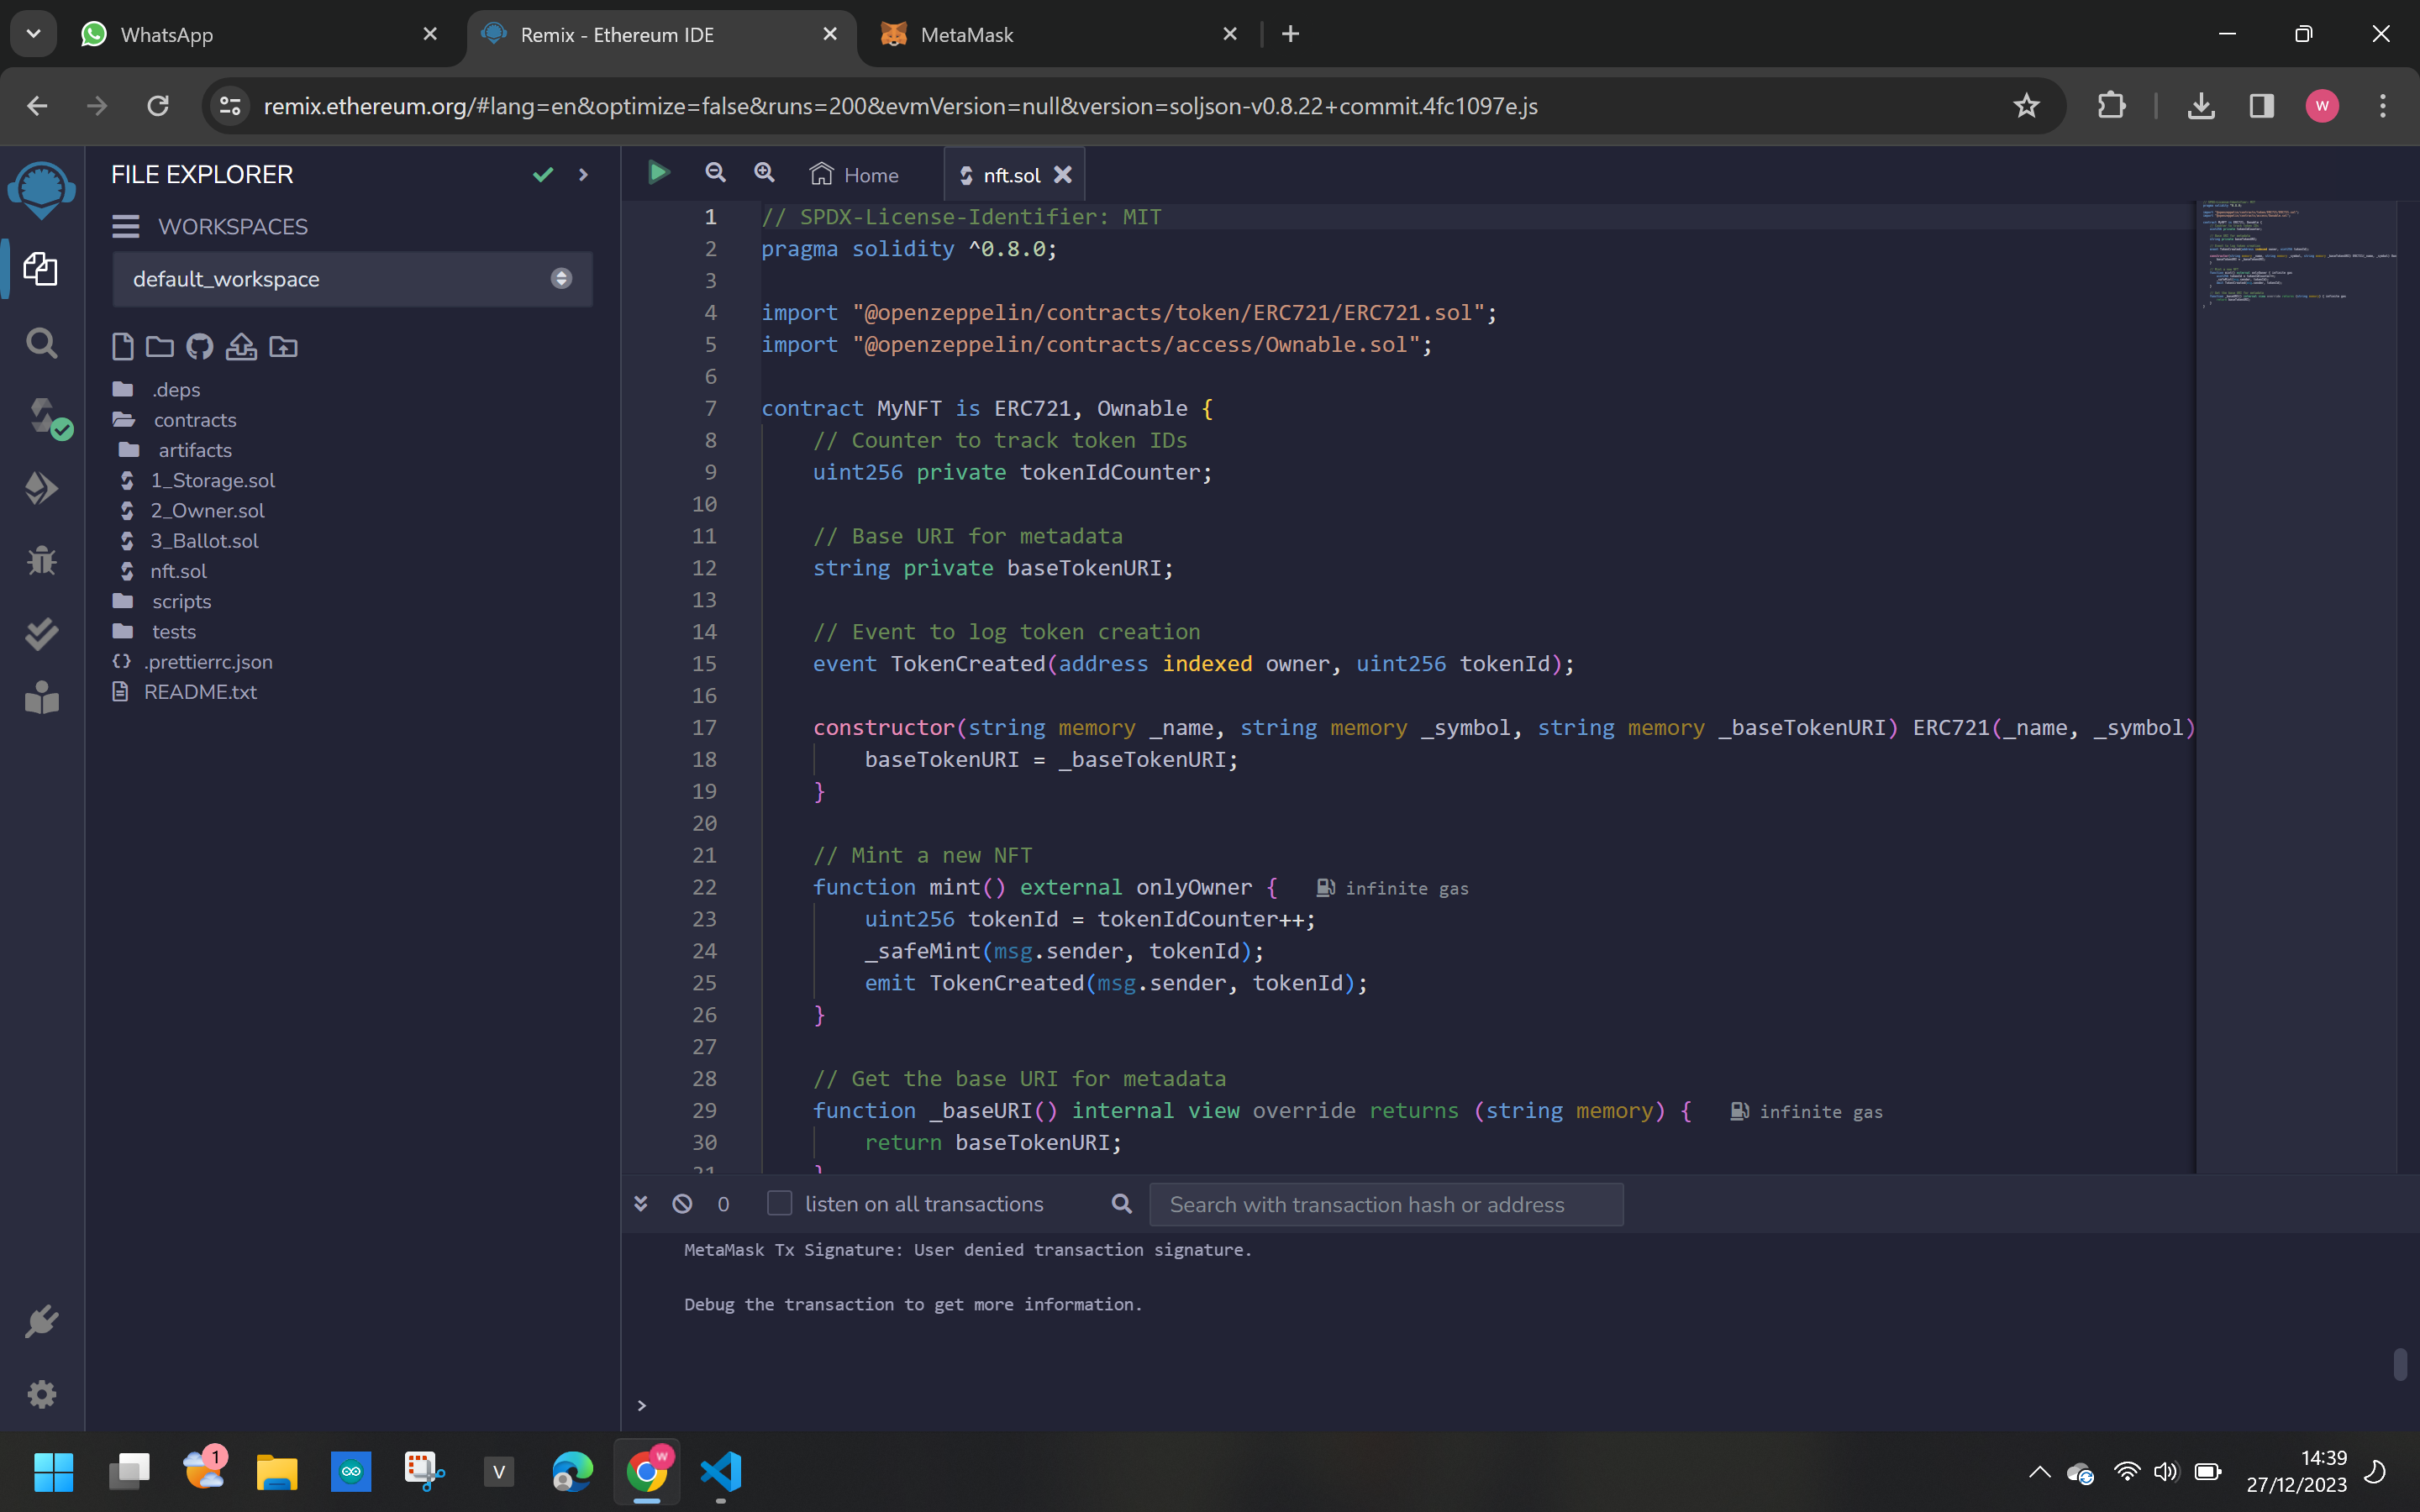 WhatsApp
Remix - Ethereum IDE
MetaMask
remix.ethereum.org/#lang=en&optimize=false&runs=200&evmVersion=null&version=soljson-v0.8.22+commit.4fc1097e.js
W
FILE EXPLORER
WORKSPACES
default_workspace
.deps
contracts
artifacts
1_Storage.sol
2_Owner.sol
3_Ballot.sol
nft.sol
scripts
tests
{} .prettierrc.json
README.txt
Home
nft.sol
1 // SPDX-License-Identifier: MIT
2 pragma solidity ^0.8.0;
3
4 import "@openzeppelin/contracts/token/ERC721/ERC721.sol";
5 import "@openzeppelin/contracts/access/Ownable.sol";
6
7 contract MyNFT is ERC721, Ownable {
8 // Counter to track token IDs
9 uint256 private tokenIdCounter;
10
11 // Base URI for metadata
12 string private baseTokenURI;
13
14 // Event to log token creation
15 event TokenCreated(address indexed owner, uint256 tokenId);
16
17 constructor(string memory _name, string memory _symbol, string memory _baseTokenURI) ERC721(_name, _symbol)
18 baseTokenURI = _baseTokenURI;
19 }
20
21 // Mint a new NFT
22 function mint() external onlyOwner { infinite gas
23 uint256 tokenId = tokenIdCounter++;
24 _safeMint(msg.sender, tokenId);
25 emit TokenCreated(msg.sender, tokenId);
26 }
27
28 // Get the base URI for metadata
29 function _baseURI() internal view override returns (string memory) { infinite gas
30 return baseTokenURI;
31 }
0 listen on all transactions
Search with transaction hash or address
MetaMask Tx Signature: User denied transaction signature.
Debug the transaction to get more information.
>
1
V
W
14:39
27/12/2023